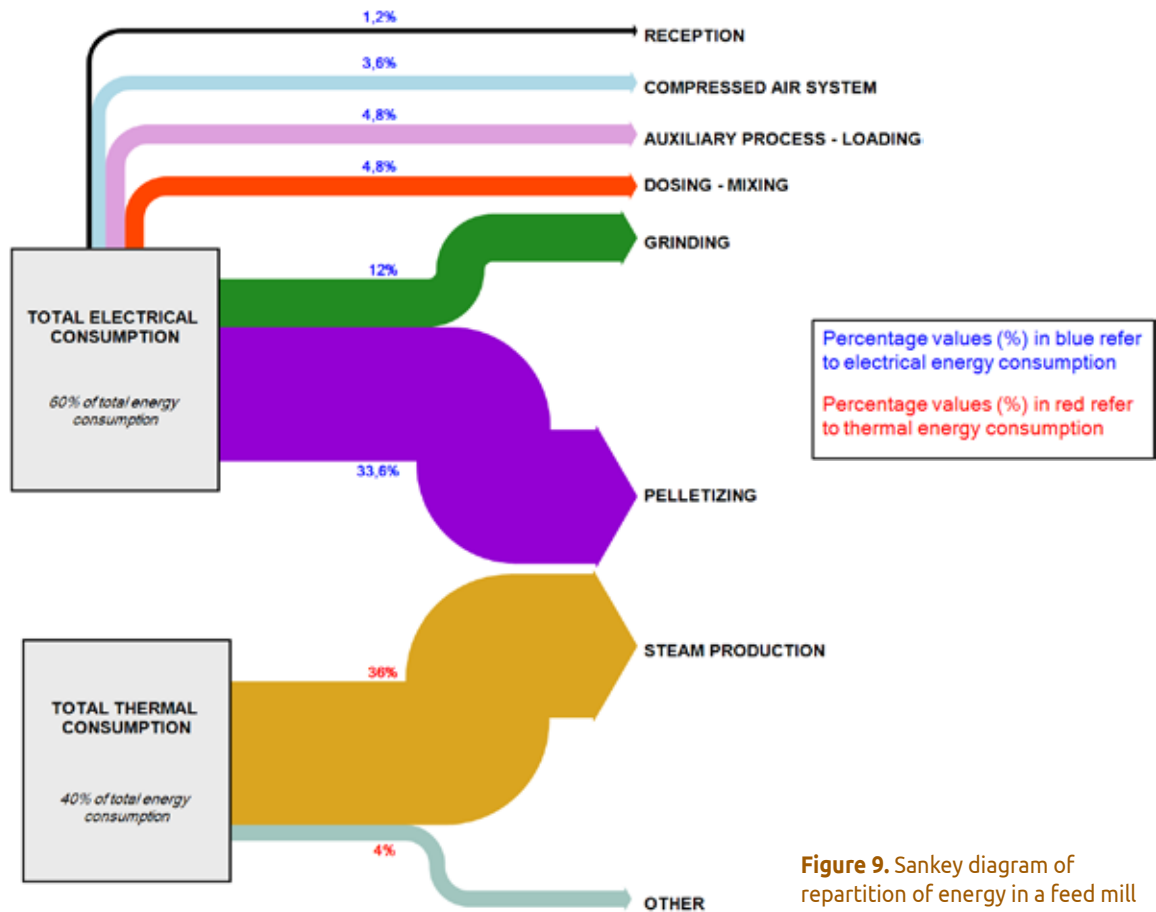 1,2%
RECEPTION
3,6%
COMPRESSED AIR SYSTEM
4,8%
AUXILIARY PROCESS - LOADING
4,8%
DOSING - MIXING
GRINDING
12%
TOTAL ELECTRICAL
CONSUMPTION
60% of total energy
consumption
Percentage values (%) in blue refer
to electrical energy consumption
Percentage values (%) in red refer
to thermal energy consumption
33,6%
PELLETIZING
STEAM PRODUCTION
36%
TOTAL THERMAL
CONSUMPTION
40% of total energy
consumption
4%
OTHER
Figure 9. Sankey diagram of
repartition of energy in a feed mill